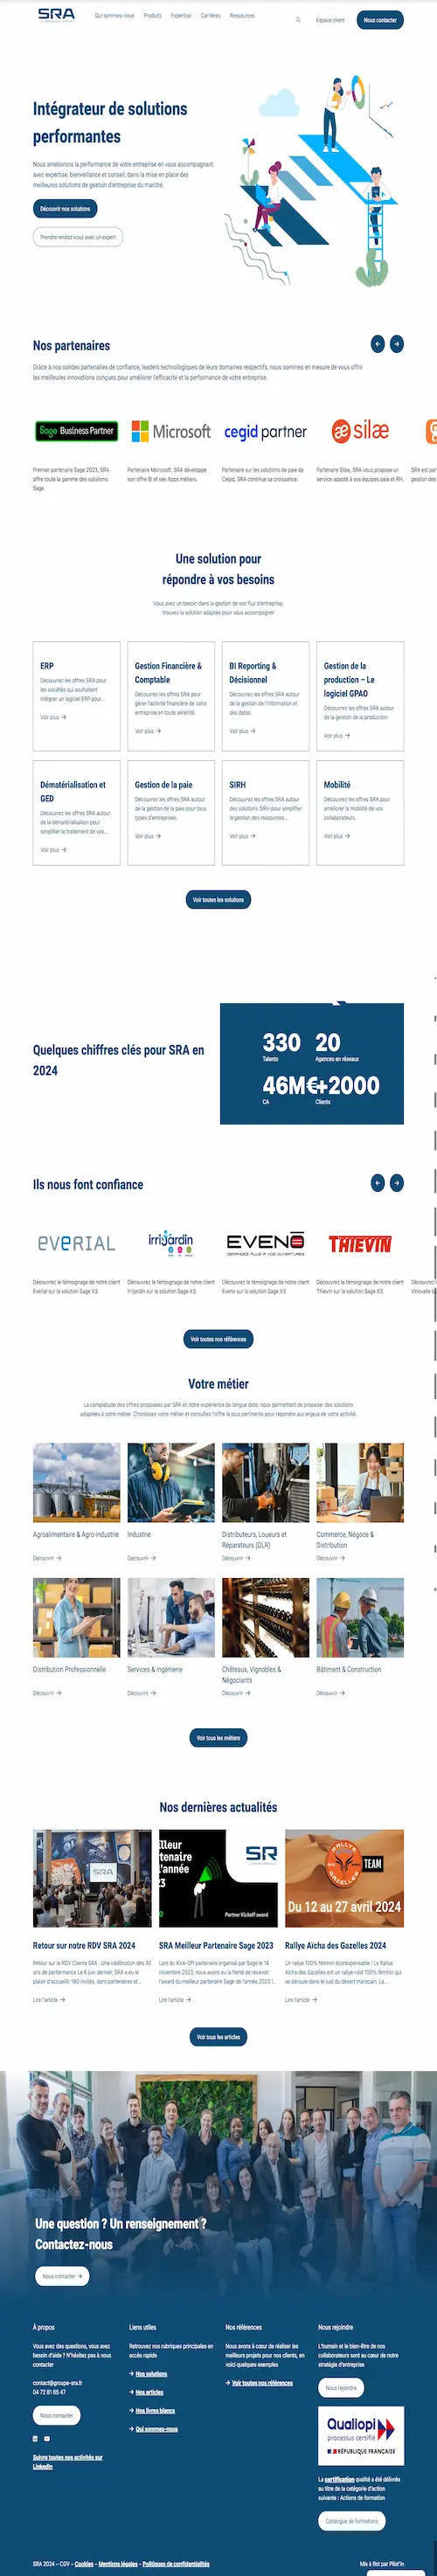 SRA
Qui sommes-nous Produits Expertise Carrières Ressources Espace client Nous contacter
Intégrateur de solutions
performantes
Nous améliorons la performance de votre entreprise en vous accompagnant
avec expertise, bienveillance et conseil, dans la mise en place des
meilleures solutions de gestion d'entreprise du marché.
Découvrir nos solutions
Prendre rendez-vous avec un expert
Nos partenaires
Grâce à nos solides partenaires de confiance, leaders technologiques de leurs domaines respectifs, nous sommes en mesure de vous offrir
les meilleures innovations conçues pour améliorer l'efficacité et la performance de votre entreprise.
Sage Business Partner
Microsoft
cegid partner
æ silæ
Premier partenaire Sage 2023, SRA
offre toute la gamme des solutions
Sage.
Partenaire Microsoft, SRA développe
son offre BI et ses Apps métiers.
Partenaire sur les solutions de paie de
Cegid, SRA continue sa croissance.
Partenaire Silae, SRA vous propose un
service adapté à vos équipes paie et RH.
SRA est par
Une solution pour
répondre à vos besoins
Vous avez un besoin dans la gestion de vos flux d'entreprise,
trouvez la solution adaptée pour vous accompagner
ERP
Découvrez les offres SRA pour
les sociétés qui souhaitent
intégrer un logiciel ERP pour...
Voir plus →
Gestion Financière &
Comptable
Découvrez les offres SRA pour
gérer l'activité financière de votre
entreprise en toute sérénité.
Voir plus →
BI Reporting &
Décisionnel
Découvrez les offres SRA autour
de la gestion de l'information et
des datas.
Voir plus →
Gestion de la
production – Le
logiciel GPAO
Découvrez les offres SRA autour
de la gestion de la production
Voir plus →
Dématérialisation et
GED
Découvrez les offres SRA autour
de la dématérialisation pour
simplifier le traitement de vos...
Voir plus →
Gestion de la paie
Découvrez les offres SRA autour
de la gestion de la paie pour tous
types d'entreprise.
Voir plus →
SIRH
Découvrez les offres SRA autour
des solutions SIRH pour simplifier
la gestion des ressources...
Voir plus →
Mobilité
Découvrez les offres SRA pour
améliorer la mobilité de vos
collaborateurs.
Voir plus →
Voir toutes les solutions
Quelques chiffres clés pour SRA en
2024
330
Talents
20
Agences en réseaux
46M€
CA
+2000
Clients
Ils nous font confiance
everial
irrijardin
EVENO
DEMANDEZ PLUS A VOS OUVERTURES
THIEVIN
Découvrez le témoignage de notre client
Everial sur la solution Sage X3.
Découvrez le témoignage de notre client
Irrijardin sur la solution Sage X3.
Découvrez le témoignage de notre client
Eveno sur la solution Sage X3.
Découvrez le témoignage de notre client
Thievin sur la solution Sage X3.
Voir toutes nos références
Votre métier
La complétude des offres proposées par SRA et notre expérience de longue date, nous permettent de proposer des solutions
adaptées à votre métier. Choisissez votre métier et consultez l'offre la plus pertinente pour répondre aux enjeux de votre activité.
Agroalimentaire & Agro-industrie
Découvrir →
Industrie
Découvrir →
Distributeurs, Loueurs et
Réparateurs (DLR)
Découvrir →
Commerce, Négoce &
Distribution
Découvrir →
Distribution Professionnelle
Découvrir →
Services & Ingénierie
Découvrir →
Châteaux, Vignobles &
Négociants
Découvrir →
Bâtiment & Construction
Découvrir →
Voir tous les métiers
Nos dernières actualités
SRA
lleur
tenaire
'année
SR
Partner Kickoff award
RALLYE
GAZELLES
TEAM
Du 12 au 27 avril 2024
Retour sur notre RDV SRA 2024
Retour sur le RDV Clients SRA : Une célébration des 40
ans de performance Le 6 juin dernier, SRA a eu le
plaisir d'accueillir 180 invités, dont partenaires et...
Lire l'article →
SRA Meilleur Partenaire Sage 2023
Lors du Kick-Off partenaire organisé par Sage le 14
novembre 2023, nous avons eu la fierté de recevoir
l'award du meilleur partenaire Sage de l'année 2023 !...
Lire l'article →
Rallye Aïcha des Gazelles 2024
Un rallye 100% féminin écoresponsable ! Le Rallye
Aïcha des Gazelles est un rallye-raid 100% féminin qui
se déroule dans le sud du désert marocain. La...
Lire l'article →
Voir tous les articles
Une question ? Un renseignement ?
Contactez-nous
Nous contacter →
À propos
Vous avez des questions, vous avez
besoin d'aide ? N'hésitez pas à nous
contacter
contact@groupe-sra.fr
04 72 81 65 47
Nous contacter
Suivre toutes nos activités sur
LinkedIn
Liens utiles
Retrouvez nos rubriques principales en
accès rapide
→ Nos solutions
→ Nos articles
→ Nos livres blancs
→ Qui sommes-nous
Nos références
Nous avons à cœur de réaliser les
meilleurs projets pour nos clients, en
voici quelques exemples
→ Voir toutes nos références
Nous rejoindre
L'humain et le bien-être de nos
collaborateurs sont au cœur de notre
stratégie d'entreprise
Nous rejoindre
Qualiopi
processus certifié
RÉPUBLIQUE FRANÇAISE
La certification qualité a été délivrée
au titre de la catégorie d'action
suivante : Actions de formation
Catalogue de formations
SRA 2024 – CGV – Cookies – Mentions légales – Politiques de confidentialités
Mis à flot par Pilot'in